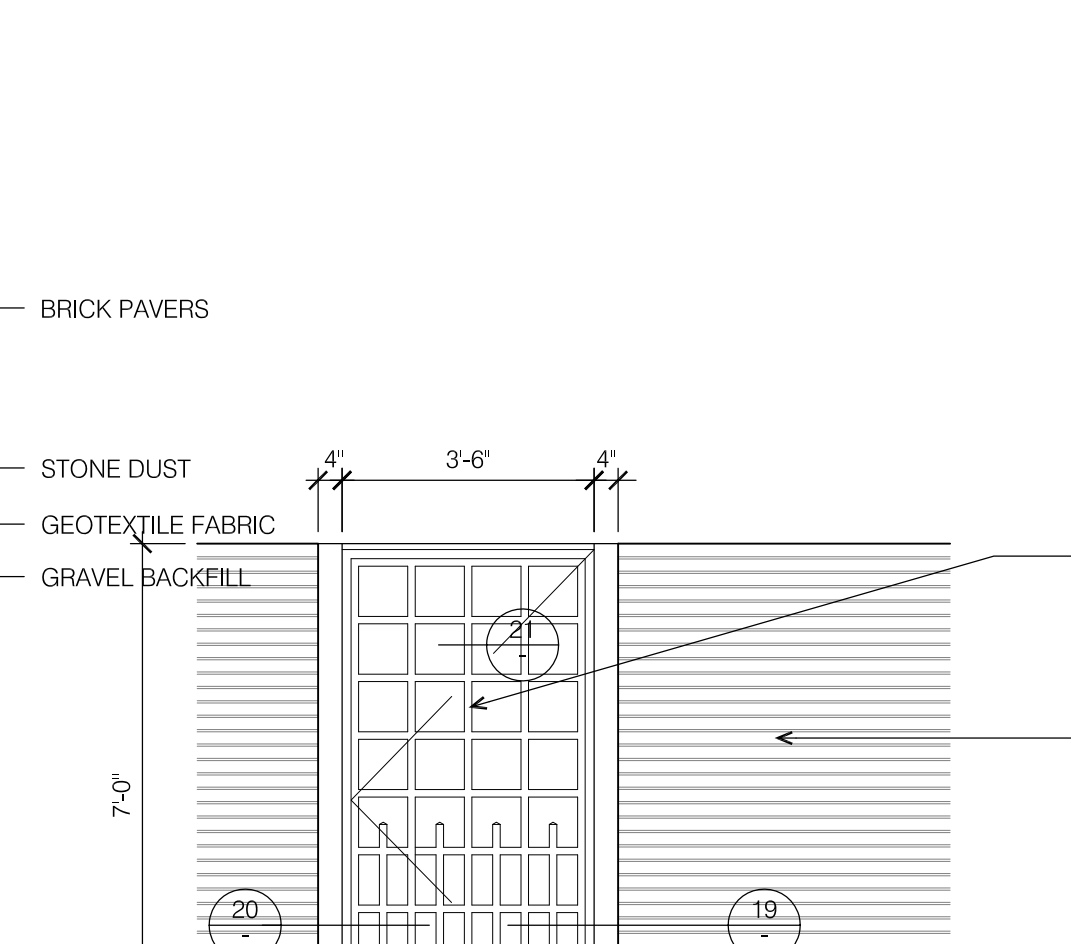 BRICK PAVERS
4" 3'-6" 4"
STONE DUST
GEOTEXTILE FABRIC
GRAVEL BACKFILL
21
-
7'-0"
20
-
19
-